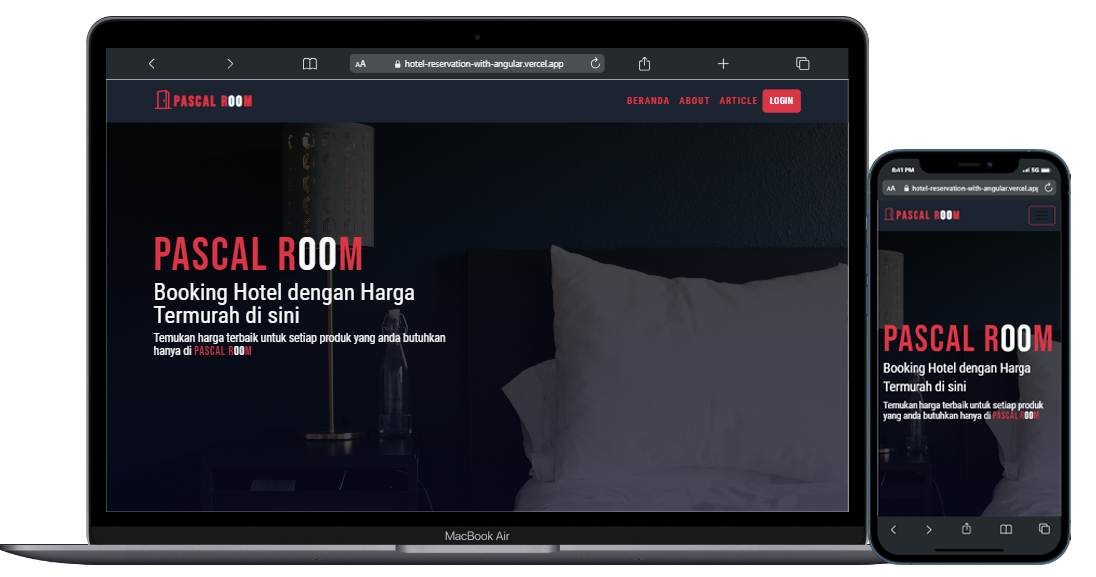 AA hotel-reservation-with-angular.vercel.app
PASCAL ROOM
BERANDA ABOUT ARTICLE LOGIN
PASCAL ROOM
Booking Hotel dengan Harga
Termurah di sini
Temukan harga terbaik untuk setiap produk yang anda butuhkan
hanya di PASCAL ROOM
MacBook Air
8:41 PM 5G
AA hotel-reservation-with-angular.vercel.app
PASCAL ROOM
PASCAL ROOM
Booking Hotel dengan Harga
Termurah di sini
Temukan harga terbaik untuk setiap produk
yang anda butuhkan hanya di PASCAL ROOM